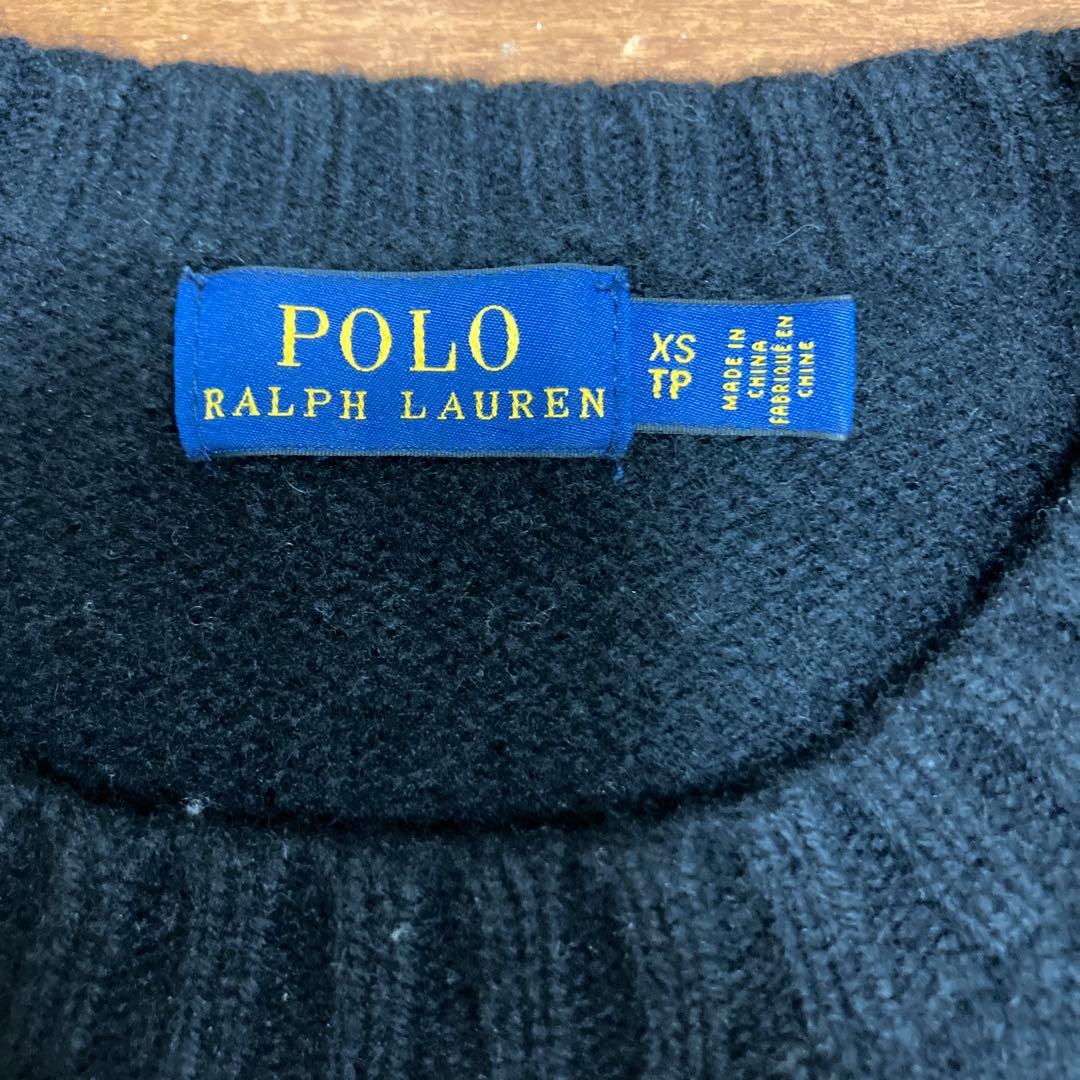 POLO
RALPH LAUREN
XS
TP
MADE IN
CHINA
FABRIQUÉ EN
CHINE